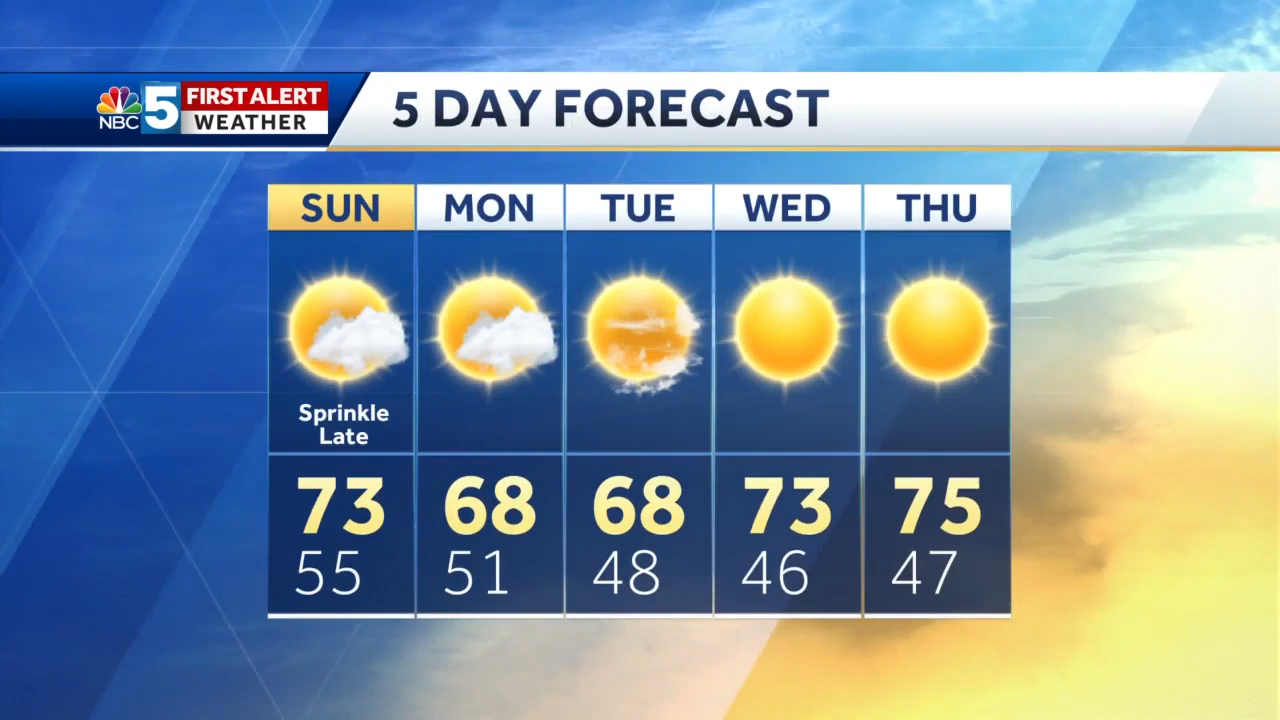 NBC 5 FIRST ALERT
WEATHER
5 DAY FORECAST
SUN MON TUE WED THU
Sprinkle
Late
73 68 68 73 75
55 51 48 46 47